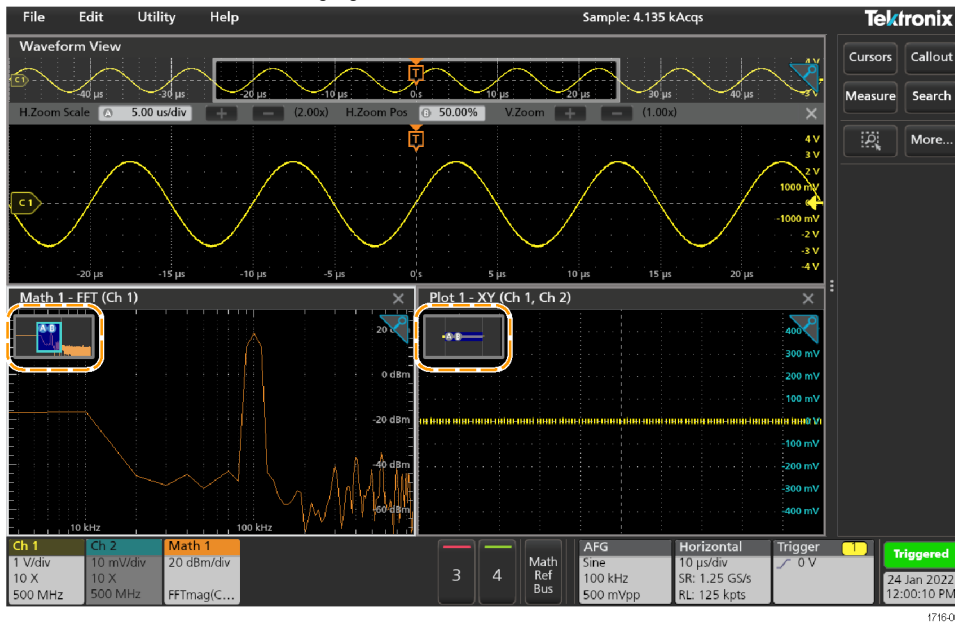 File Edit Utility Help Sample: 4.135 kAcqs Tektronix
Waveform View
Cursors Callout
C1
T
-40 µs -30 µs -20 µs -10 µs 0 s 10 µs 20 µs 30 µs 40 µs
Measure Search
H.Zoom Scale A 5.00 us/div + - (2.00x) H.Zoom Pos B 50.00% V.Zoom + - (1.00x)
More...
T
4 V
3 V
2 V
1000 mV
C 1
-1000 mV
-2 V
-3 V
-4 V
-20 µs -15 µs -10 µs -5 µs 0 s 5 µs 10 µs 15 µs 20 µs
Math 1 - FFT (Ch 1)
A B
20
0 dBm
-20 dBm
-40 dBm
-60 dBm
10 kHz 100 kHz
Plot 1 - XY (Ch 1, Ch 2)
A B
400
300 mV
200 mV
100 mV
-100 mV
-200 mV
-300 mV
-400 mV
Ch 1
1 V/div
10 X
500 MHz
Ch 2
10 mV/div
10 X
500 MHz
Math 1
20 dBm/div
FFTmag(C...
3 4
Math
Ref
Bus
AFG
Sine
100 kHz
500 mVpp
Horizontal
10 µs/div
SR: 1.25 GS/s
RL: 125 kpts
Trigger 1
0 V
Triggered
24 Jan 2022
12:00:10 PM